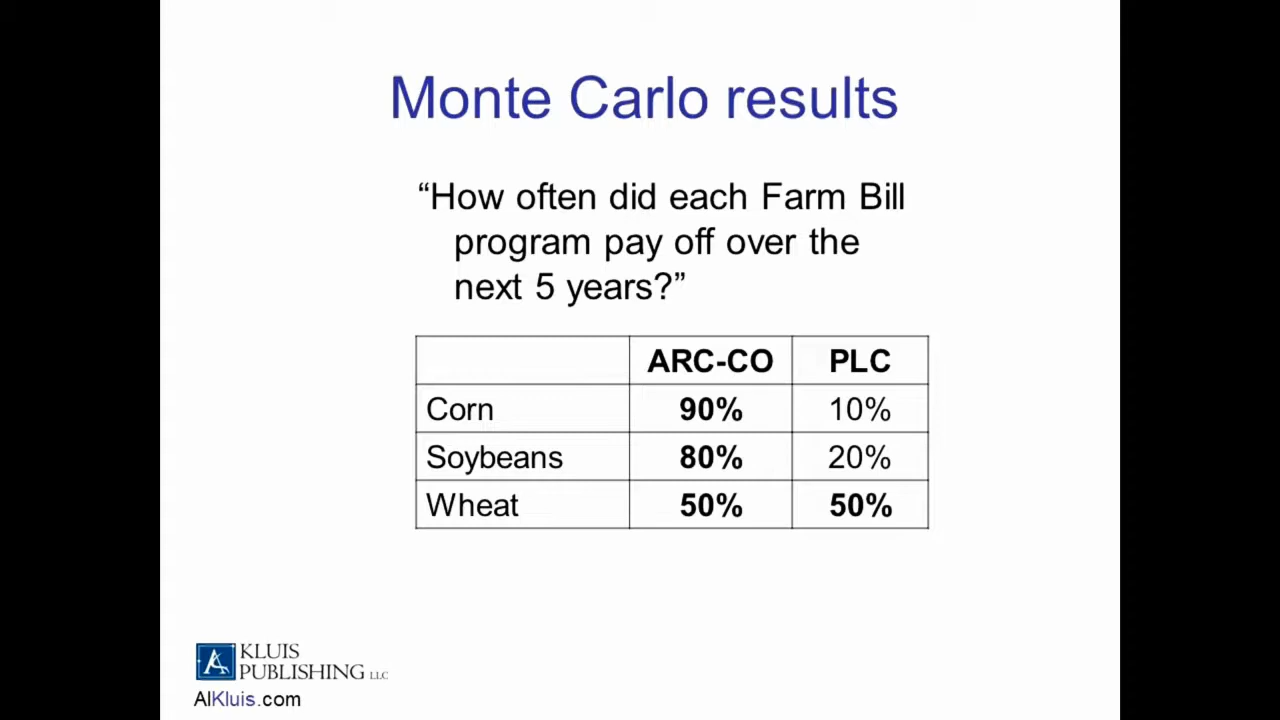 Monte Carlo results
“How often did each Farm Bill
program pay off over the
next 5 years?”
ARC-CO PLC
Corn 90% 10%
Soybeans 80% 20%
Wheat 50% 50%
KLUIS
PUBLISHING LLC
AlKluis.com